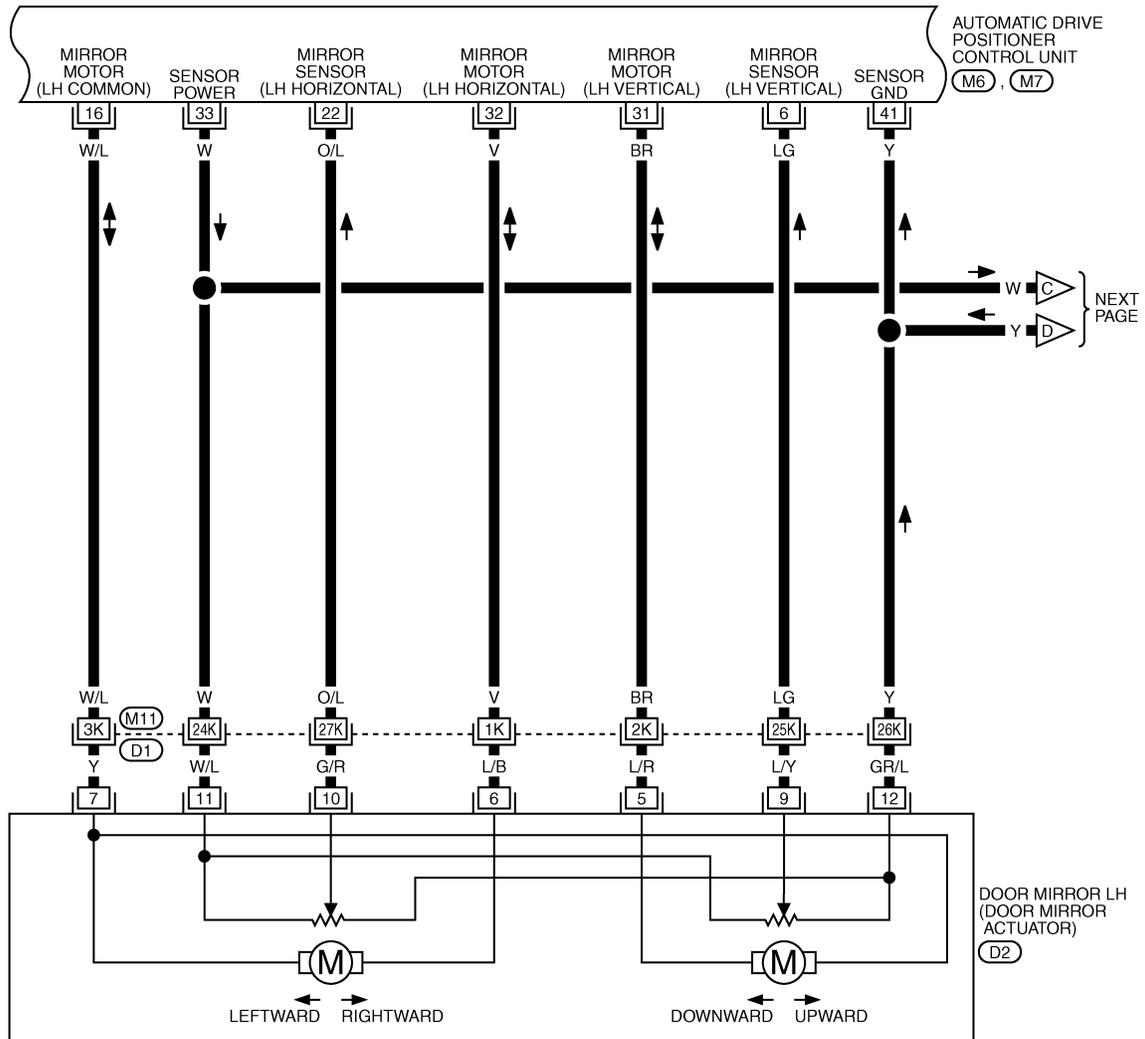 AUTOMATIC DRIVE
POSITIONER
CONTROL UNIT
M6 , M7
MIRROR
MOTOR
(LH COMMON)
SENSOR
POWER
MIRROR
SENSOR
(LH HORIZONTAL)
MIRROR
MOTOR
(LH HORIZONTAL)
MIRROR
MOTOR
(LH VERTICAL)
MIRROR
SENSOR
(LH VERTICAL)
SENSOR
GND
16 33 22 32 31 6 41
W/L W O/L V BR LG Y
W C
Y D
NEXT
PAGE
W/L W O/L V BR LG Y
M11
3K 24K 27K 1K 2K 25K 26K
D1
Y W/L G/R L/B L/R L/Y GR/L
7 11 10 6 5 9 12
DOOR MIRROR LH
(DOOR MIRROR
ACTUATOR)
D2
M M
LEFTWARD RIGHTWARD DOWNWARD UPWARD